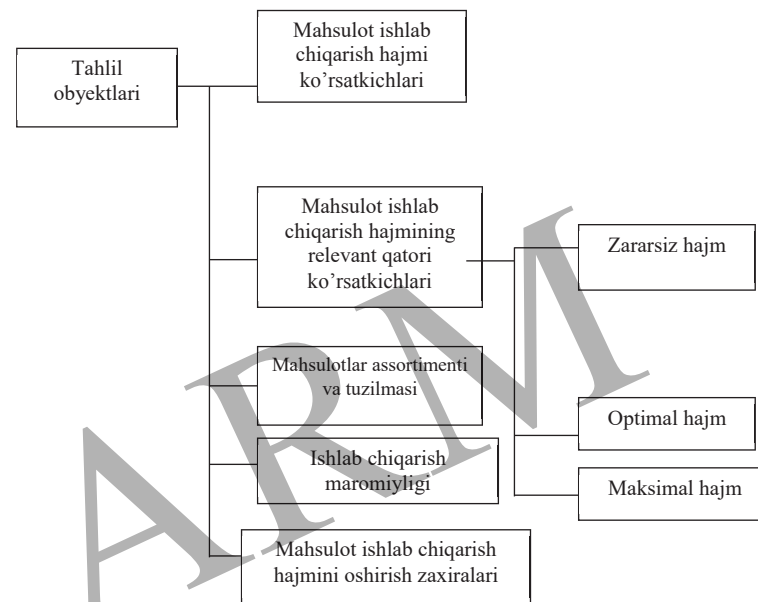 Tahlil
obyektlari
Mahsulot ishlab
chiqarish hajmi
ko’rsatkichlari
Mahsulot ishlab
chiqarish hajmining
relevant qatori
ko’rsatkichlari
Zararsiz hajm
Optimal hajm
Maksimal hajm
Mahsulotlar assortimenti
va tuzilmasi
Ishlab chiqarish
maromiyligi
Mahsulot ishlab chiqarish
hajmini oshirish zaxiralari
ARM